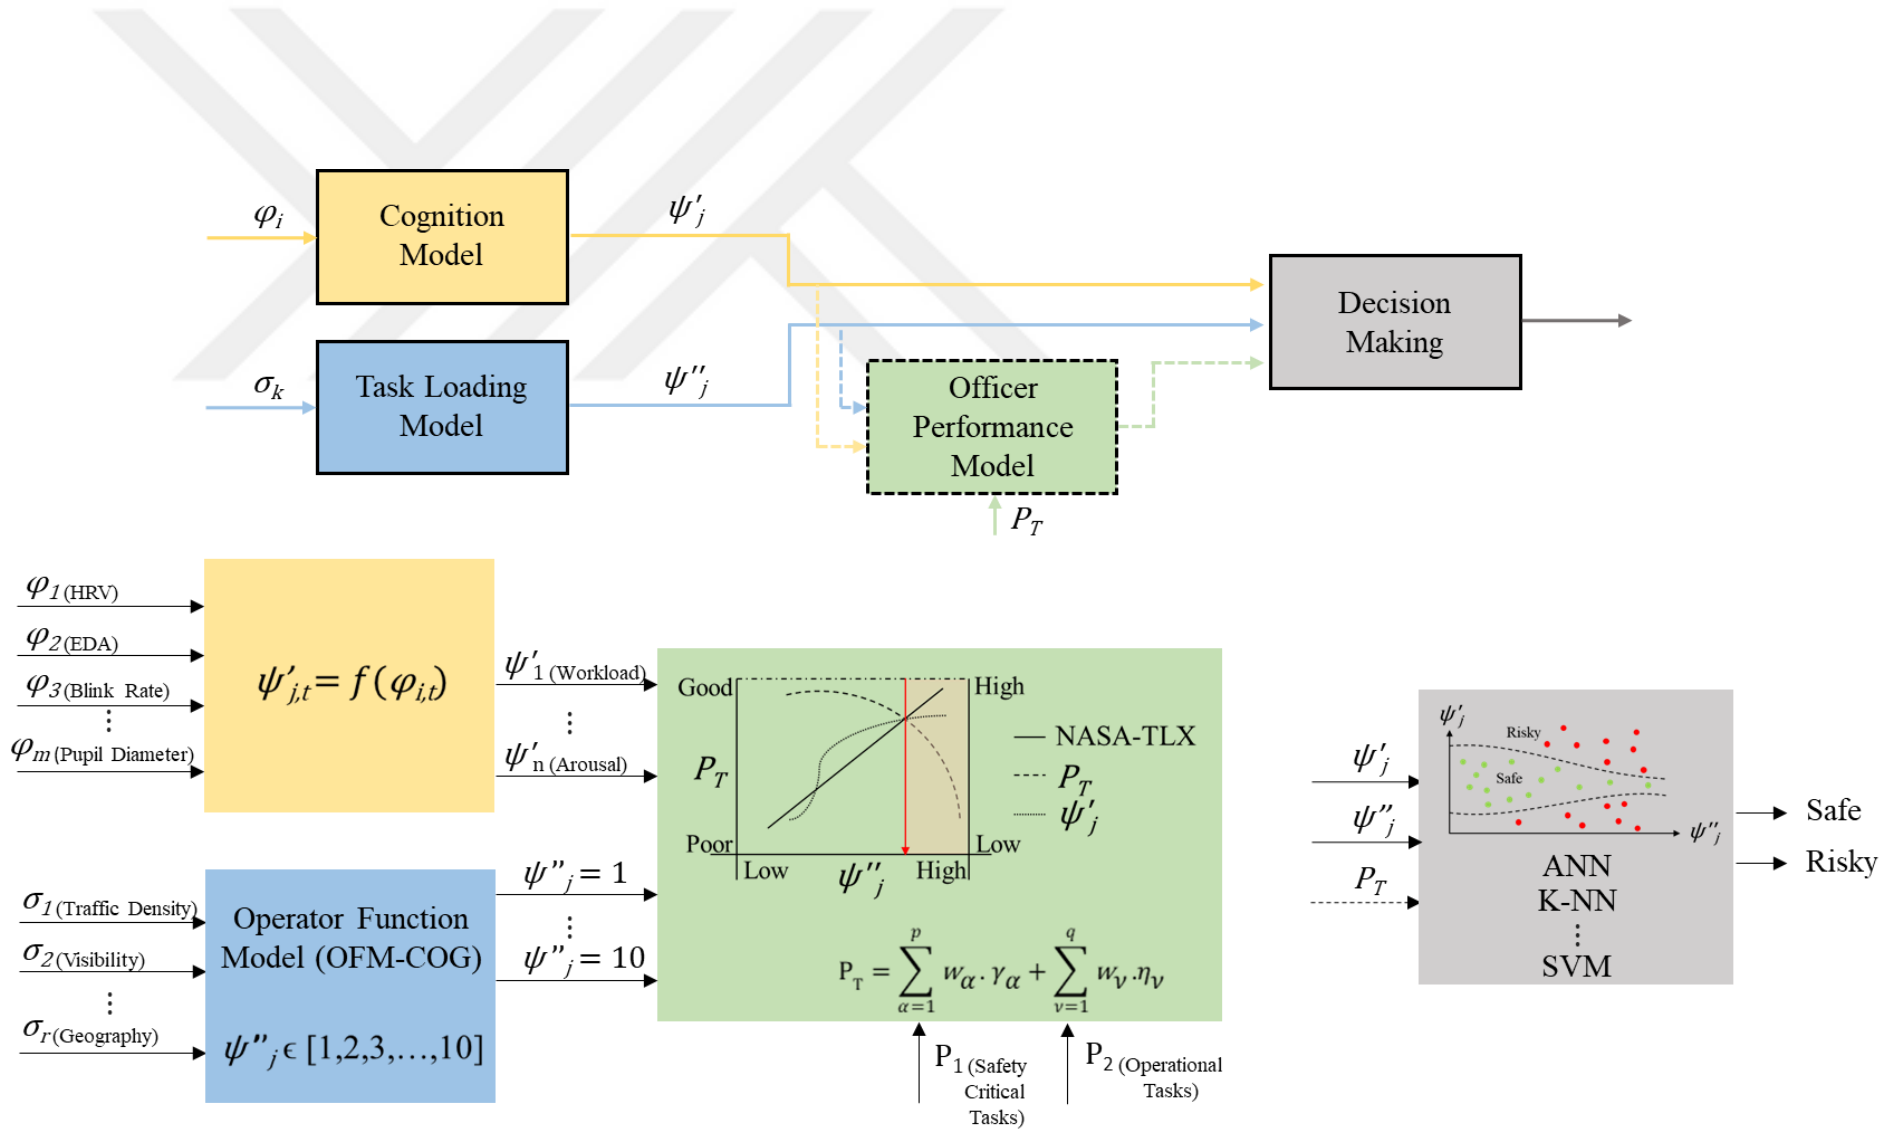 φi
Cognition
Model
ψ′j
σk
Task Loading
Model
ψ″j
Officer
Performance
Model
PT
Decision
Making
φ1 (HRV)
φ2 (EDA)
φ3 (Blink Rate)
⋮
φm (Pupil Diameter)
ψ′j,t = f(φi,t)
ψ′1 (Workload)
⋮
ψ′n (Arousal)
σ1 (Traffic Density)
σ2 (Visibility)
⋮
σr (Geography)
Operator Function
Model (OFM-COG)
ψ"j ϵ [1,2,3,…,10]
ψ"j = 1
⋮
ψ"j = 10
Good
High
PT
Poor
Low
Low
ψ″j
High
NASA-TLX
PT
ψ′j
PT = ∑α=1p wα . γα + ∑ν=1q wν .ην
P1 (Safety
Critical
Tasks)
P2 (Operational
Tasks)
ψ′j
ψ″j
PT
ψ′j
Risky
Safe
ψ″j
ANN
K-NN
⋮
SVM
Safe
Risky